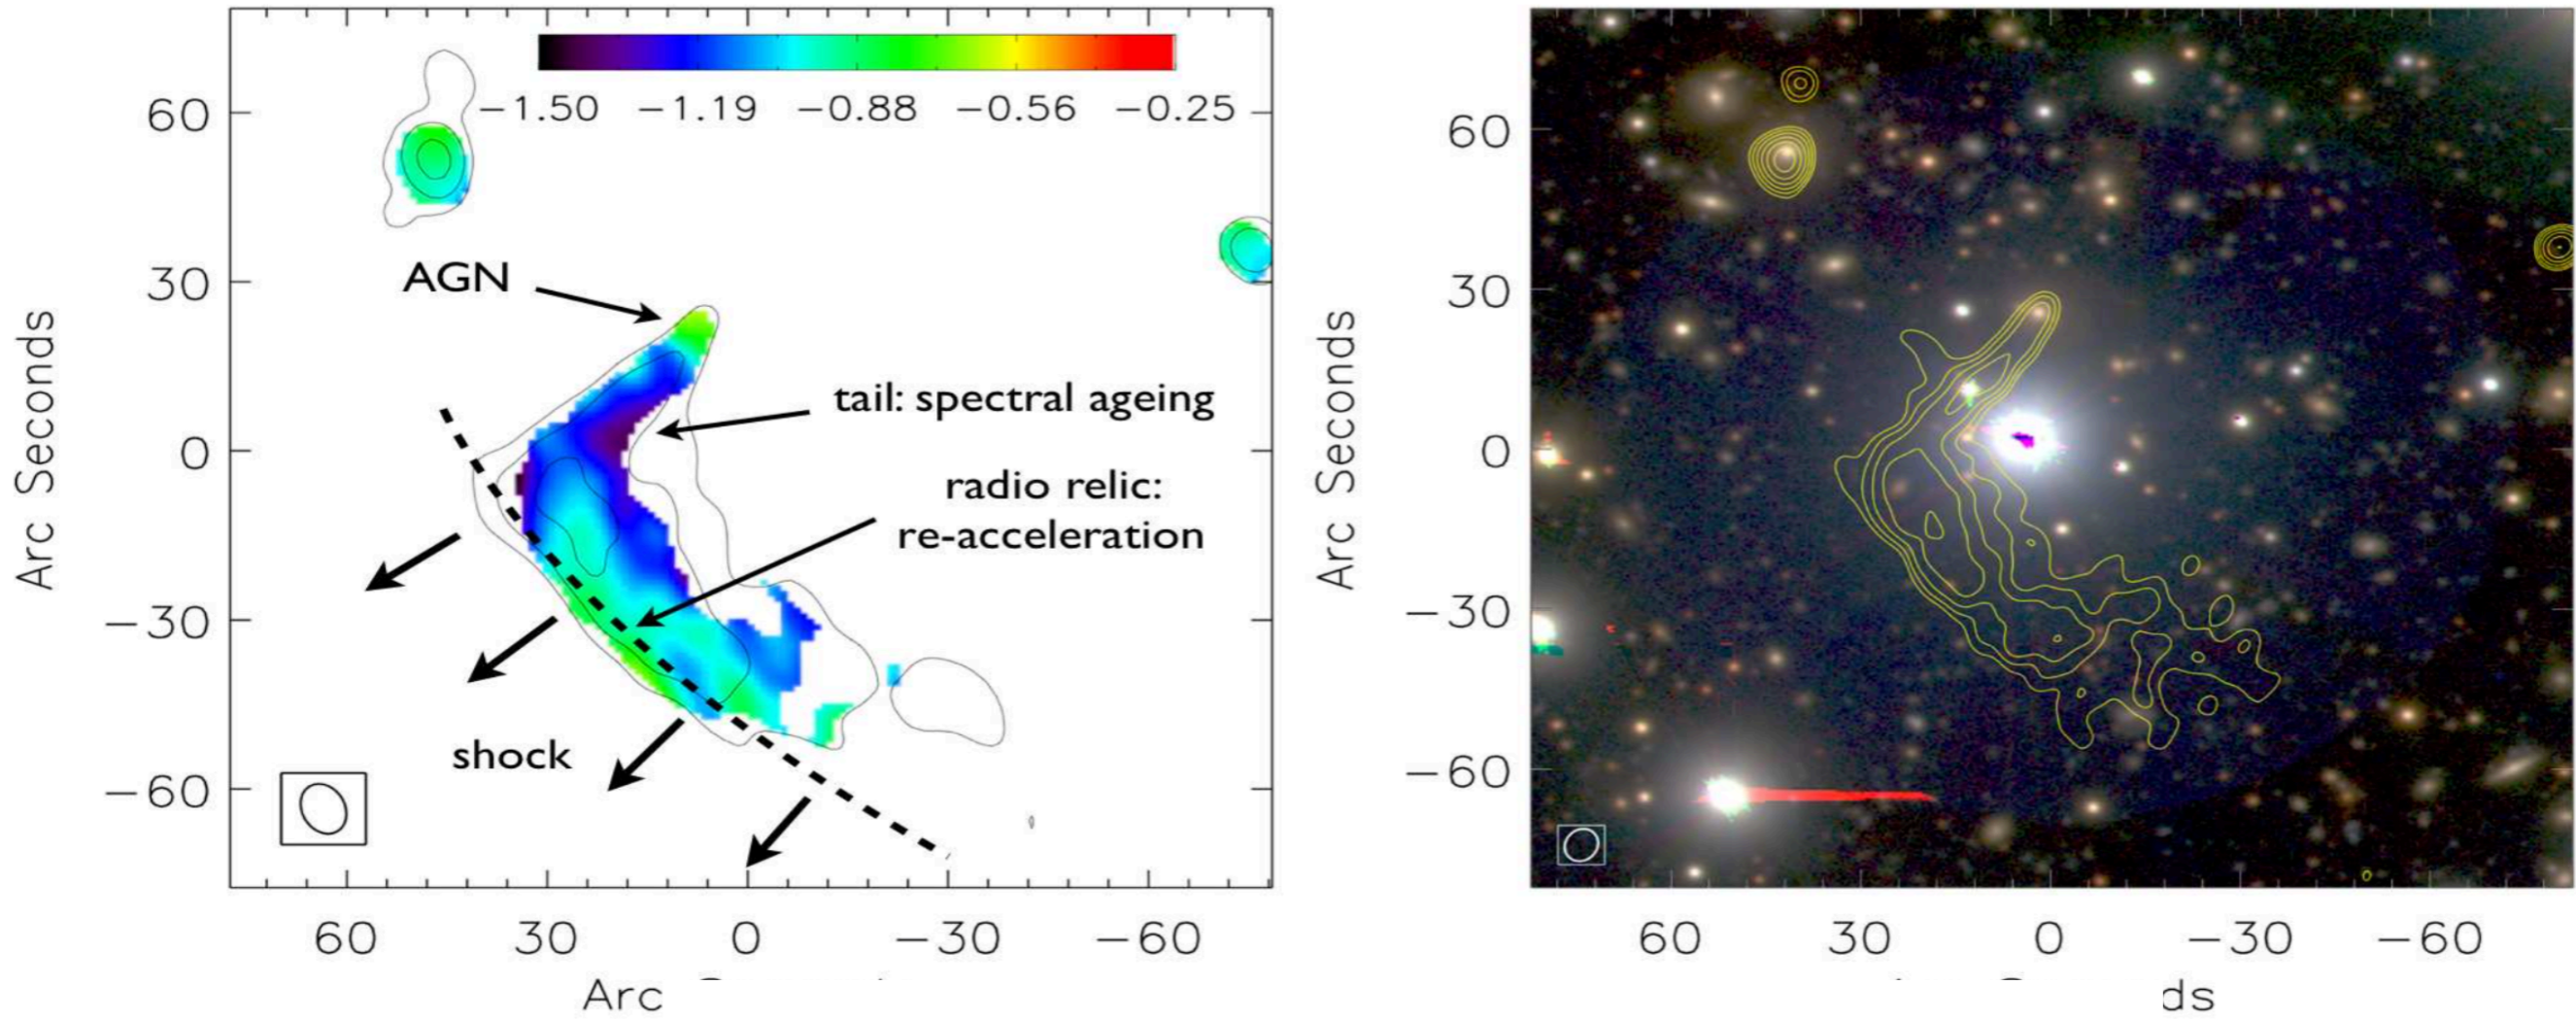 −1.50 −1.19 −0.88 −0.56 −0.25
60
30
0
−30
−60
Arc Seconds
AGN
tail: spectral ageing
radio relic:
re-acceleration
shock
60 30 0 −30 −60
Arc
60
30
0
−30
−60
Arc Seconds
60 30 0 −30 −60
ds